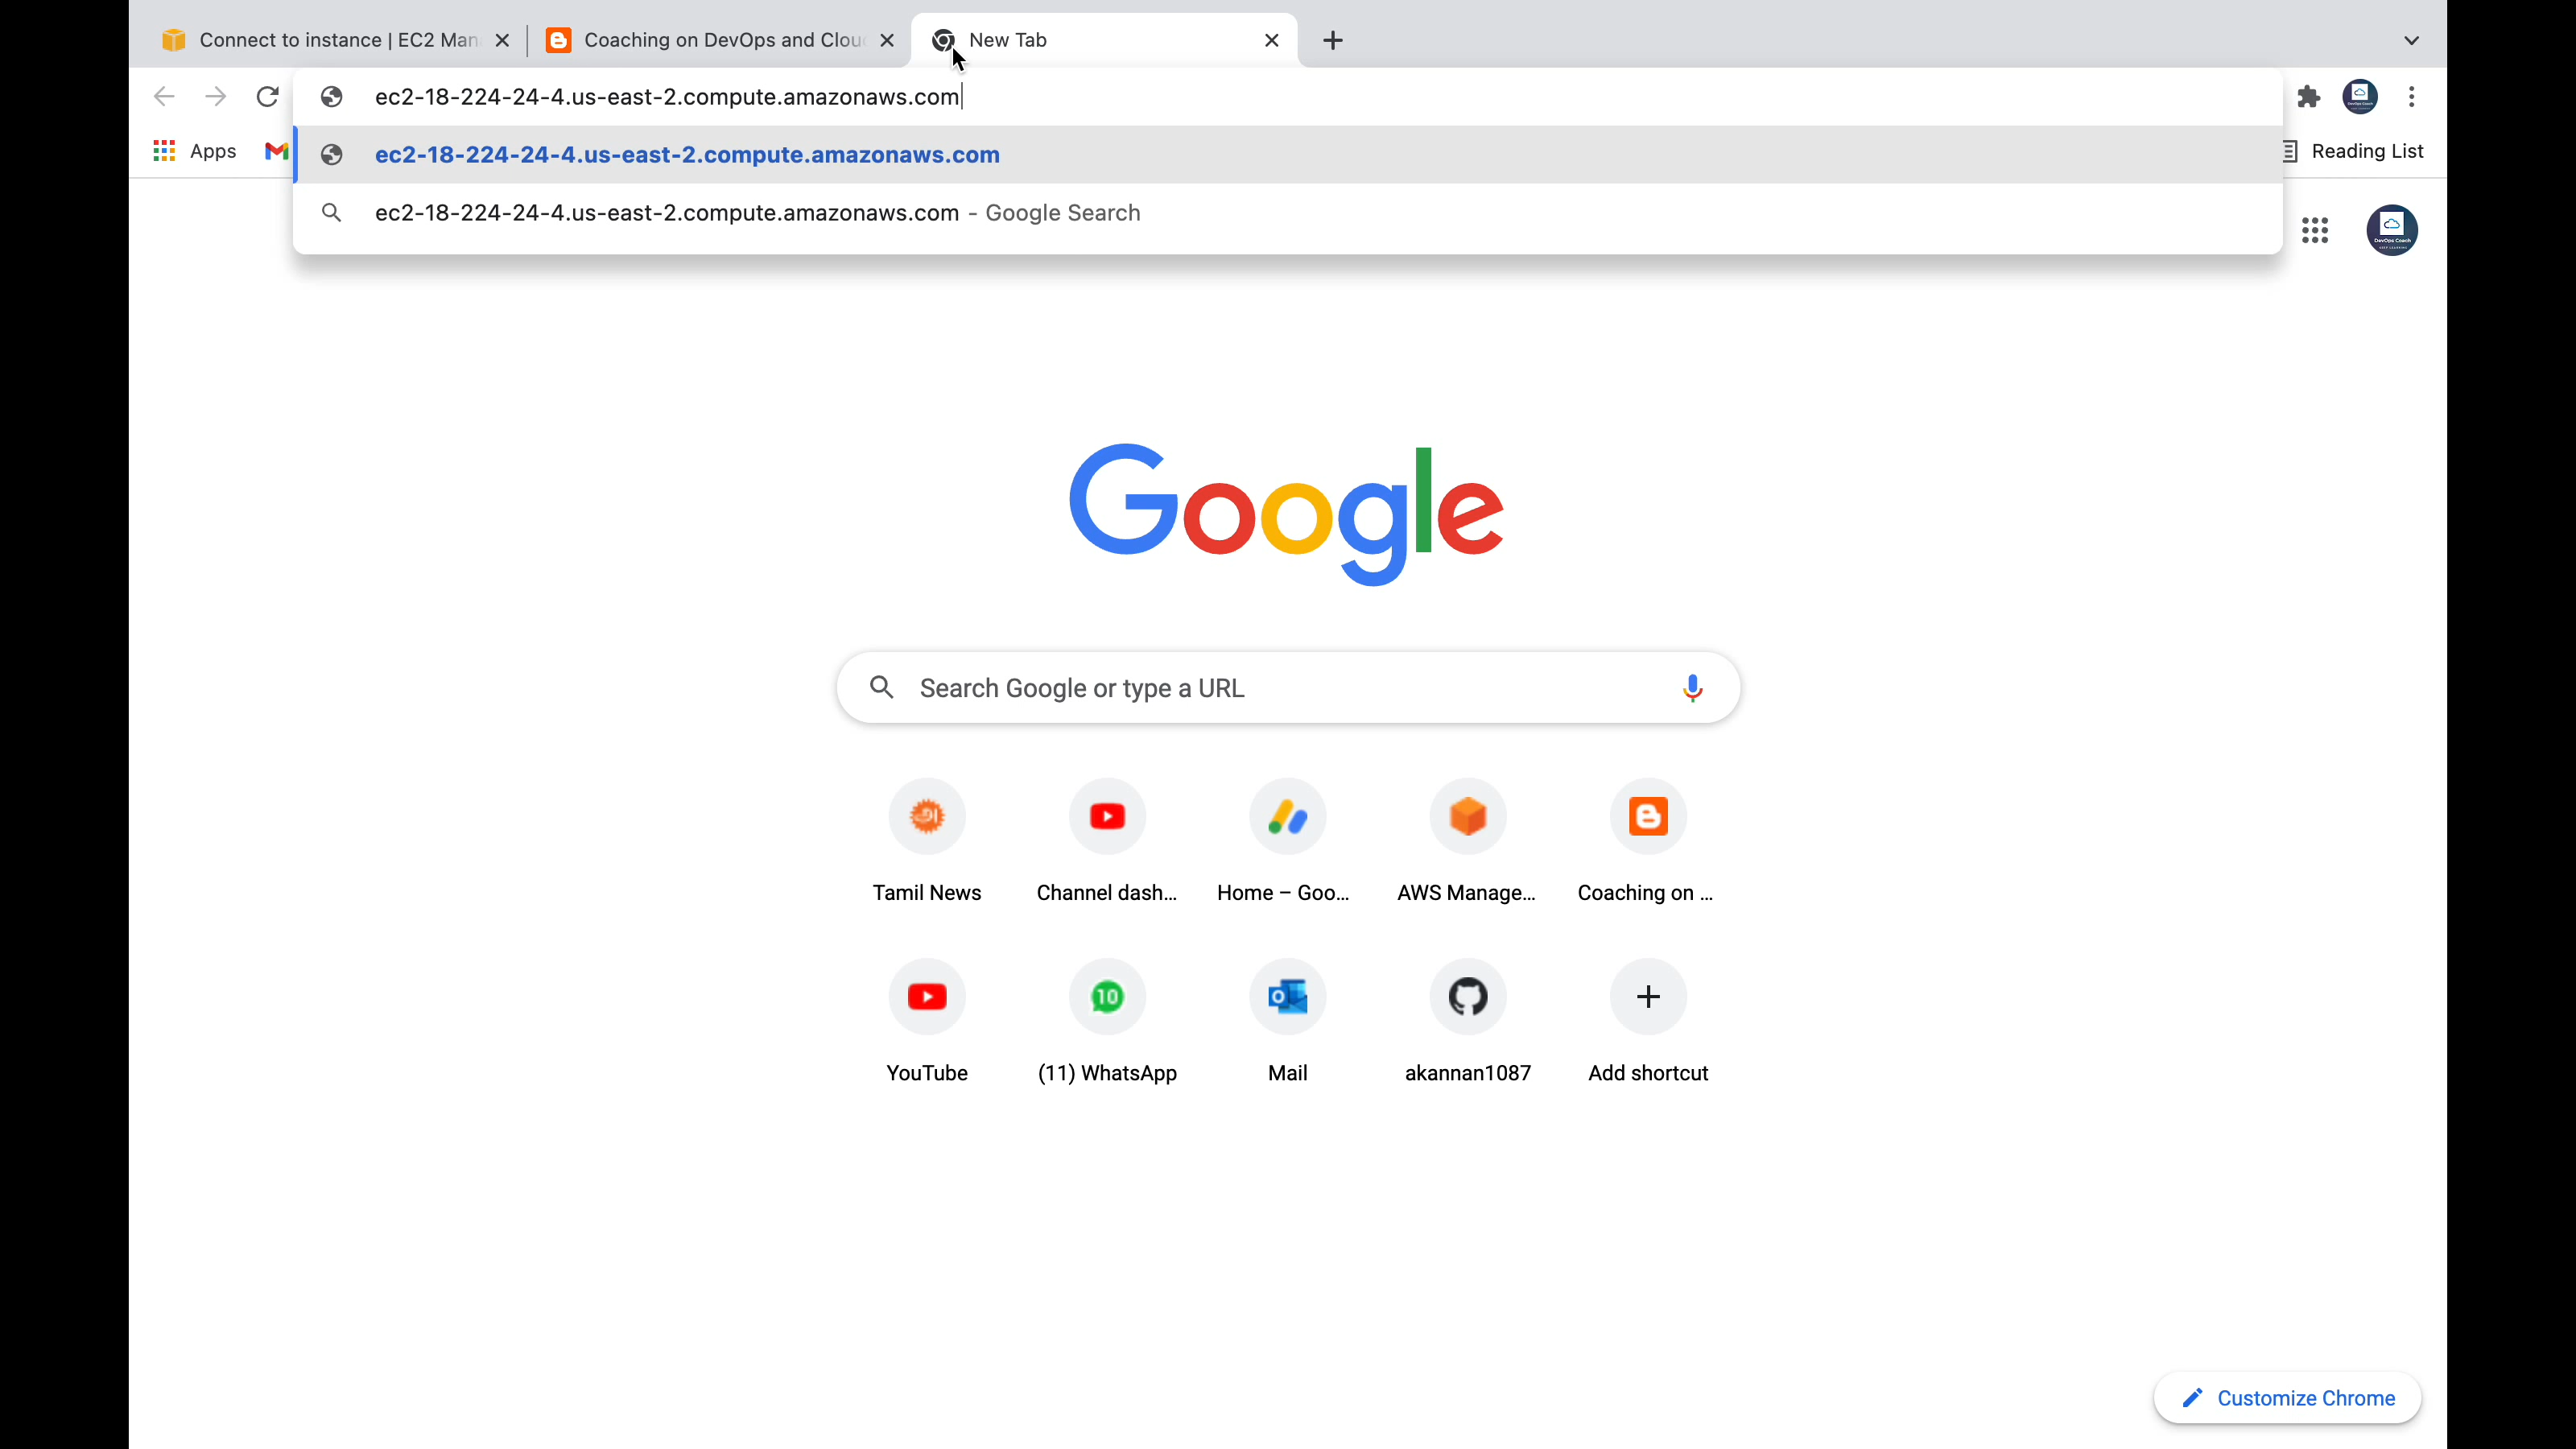 Connect to instance | EC2 Man
Coaching on DevOps and Clou
New Tab
ec2-18-224-24-4.us-east-2.compute.amazonaws.com
Apps
ec2-18-224-24-4.us-east-2.compute.amazonaws.com
Reading List
ec2-18-224-24-4.us-east-2.compute.amazonaws.com - Google Search
DevOps Coach
Google
Search Google or type a URL
Tamil News
Channel dash...
Home – Goo...
AWS Manage...
Coaching on ...
10
YouTube
(11) WhatsApp
Mail
akannan1087
Add shortcut
Customize Chrome